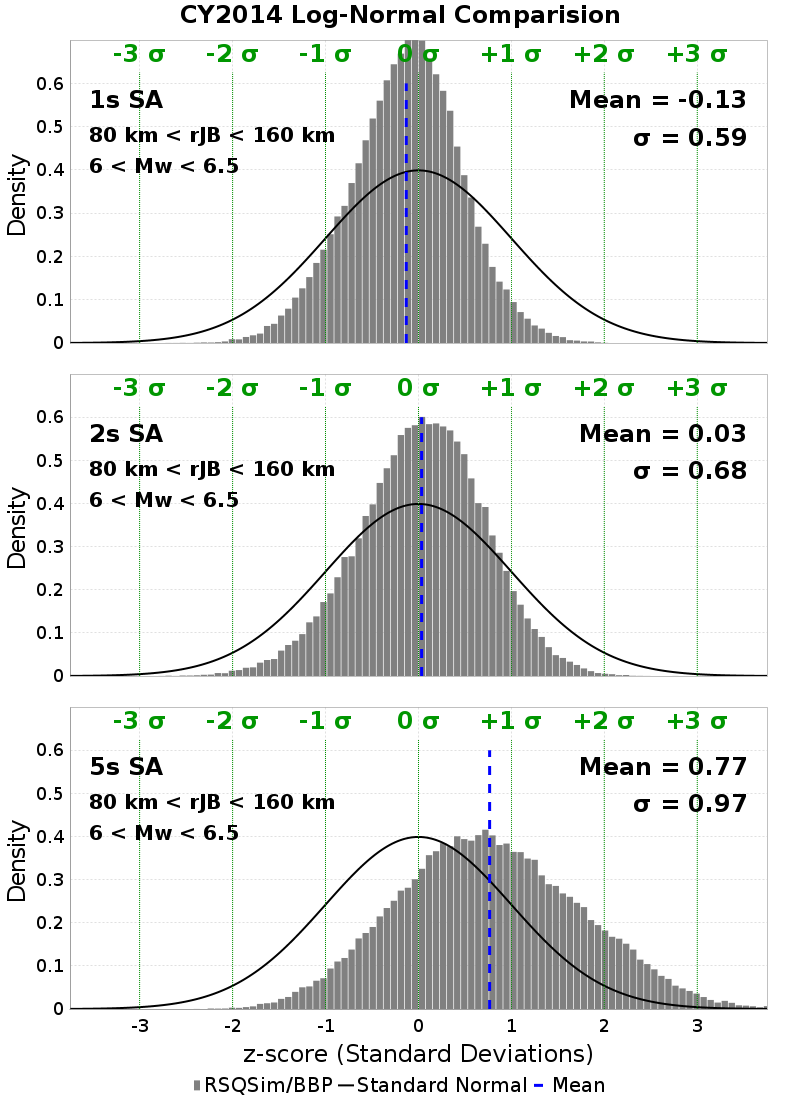 CY2014 Log-Normal Comparision
-3 σ -2 σ -1 σ 0 σ +1 σ +2 σ +3 σ
1s SA
80 km < rJB < 160 km
6 < Mw < 6.5
Mean = -0.13
σ = 0.59
Density
0.6
0.5
0.4
0.3
0.2
0.1
0
-3 σ -2 σ -1 σ 0 σ +1 σ +2 σ +3 σ
2s SA
80 km < rJB < 160 km
6 < Mw < 6.5
Mean = 0.03
σ = 0.68
Density
0.6
0.5
0.4
0.3
0.2
0.1
0
-3 σ -2 σ -1 σ 0 σ +1 σ +2 σ +3 σ
5s SA
80 km < rJB < 160 km
6 < Mw < 6.5
Mean = 0.77
σ = 0.97
Density
0.6
0.5
0.4
0.3
0.2
0.1
0
-3 -2 -1 0 1 2 3
z-score (Standard Deviations)
RSQSim/BBP Standard Normal Mean